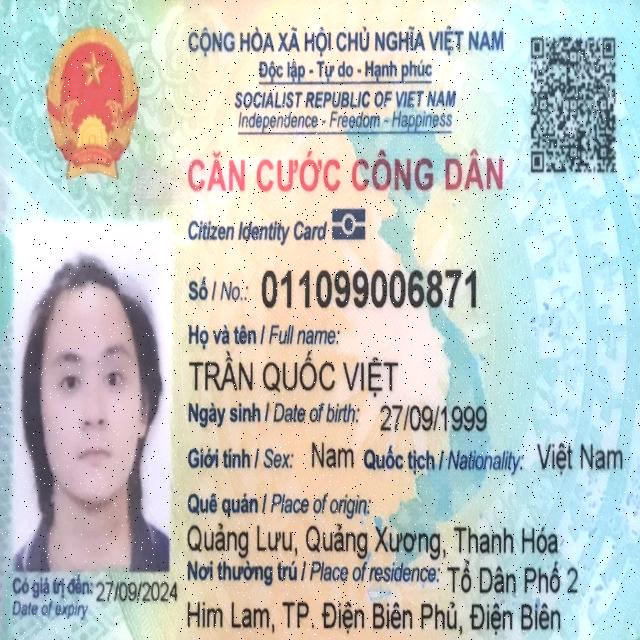 CỘNG HÒA XÃ HỘI CHỦ NGHĨA VIỆT NAM
Độc lập - Tự do - Hạnh phúc
SOCIALIST REPUBLIC OF VIET NAM
Independence - Freedom - Happiness
CĂN CƯỚC CÔNG DÂN
Citizen Identity Card
Số / No.: 011099006871
Họ và tên / Full name:
TRẦN QUỐC VIỆT
Ngày sinh / Date of birth: 27/09/1999
Giới tính / Sex: Nam Quốc tịch / Nationality: Việt Nam
Quê quán / Place of origin:
Quảng Lưu, Quảng Xương, Thanh Hóa
Nơi thường trú / Place of residence: Tổ Dân Phố 2
Him Lam, TP. Điện Biên Phủ, Điện Biên
Có giá trị đến: 27/09/2024
Date of expiry